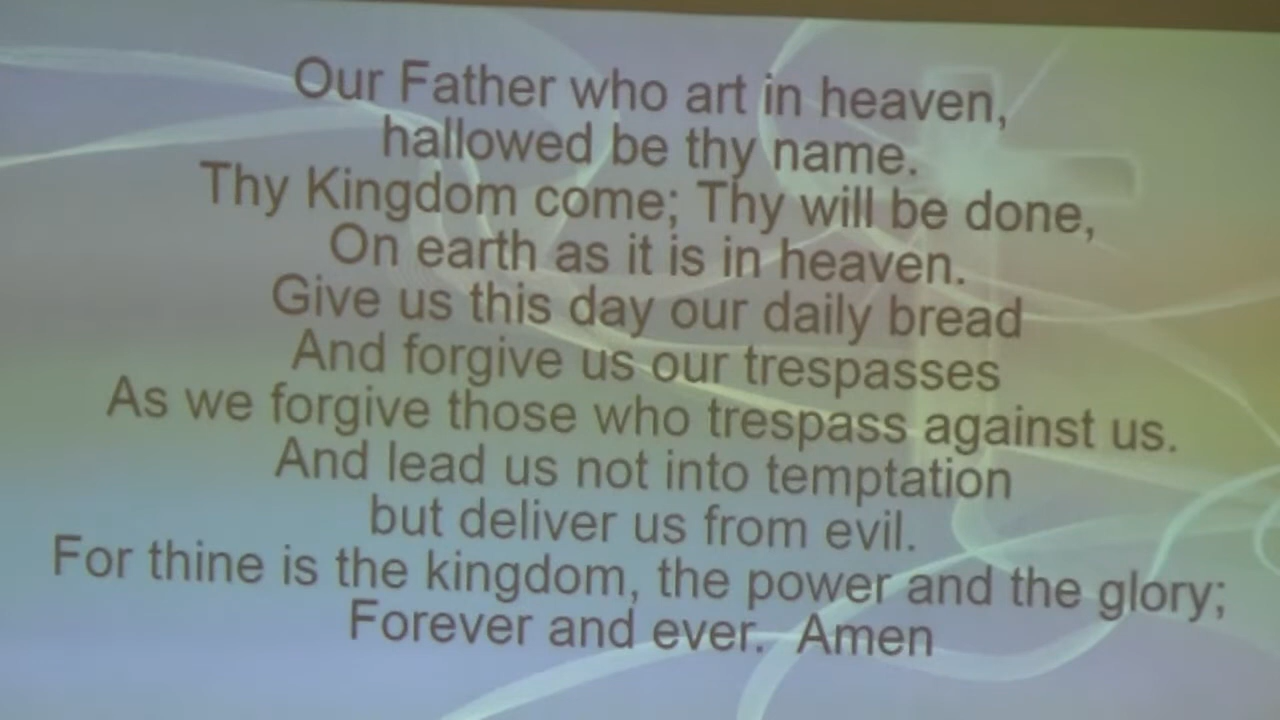 Our Father who art in heaven,
hallowed be thy name.
Thy Kingdom come; Thy will be done,
On earth as it is in heaven.
Give us this day our daily bread
And forgive us our trespasses
As we forgive those who trespass against us.
And lead us not into temptation
but deliver us from evil.
For thine is the kingdom, the power and the glory;
Forever and ever.  Amen